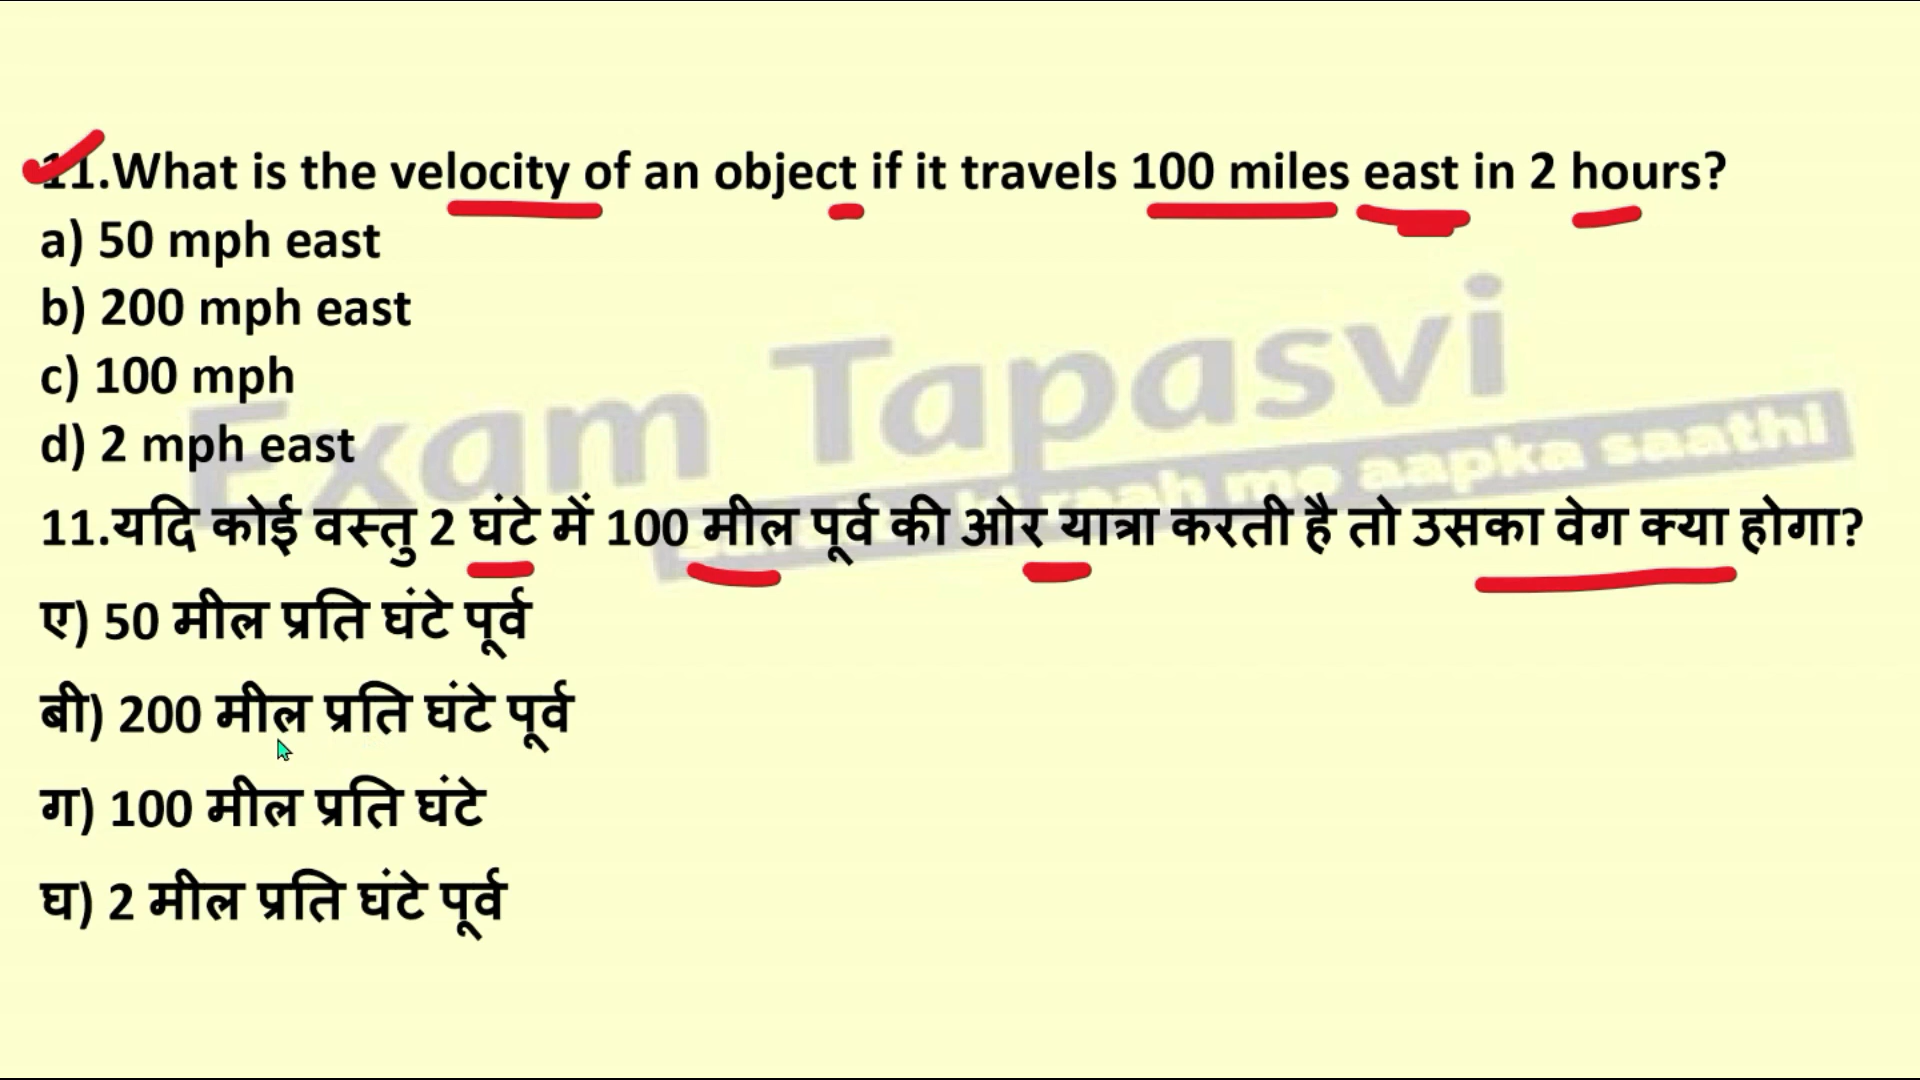 11.What is the velocity of an object if it travels 100 miles east in 2 hours?
a) 50 mph east
b) 200 mph east
c) 100 mph
d) 2 mph east
Exam Tapasvi
aapka saathi
11.यदि कोई वस्तु 2 घंटे में 100 मील पूर्व की ओर यात्रा करती है तो उसका वेग क्या होगा?
ए) 50 मील प्रति घंटे पूर्व
बी) 200 मील प्रति घंटे पूर्व
ग) 100 मील प्रति घंटे
घ) 2 मील प्रति घंटे पूर्व